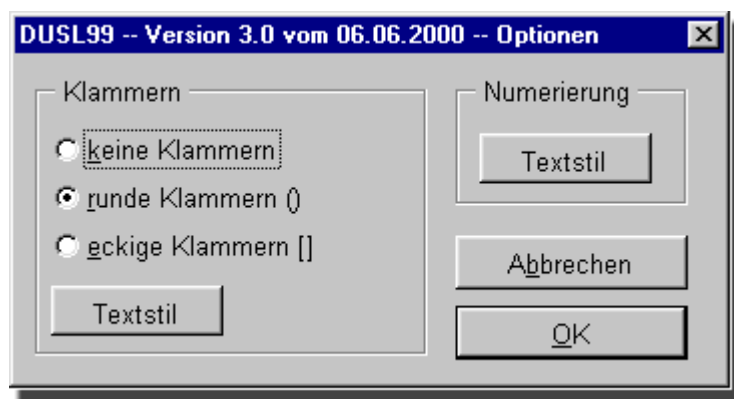 DUSL99 -- Version 3.0 vom 06.06.2000 -- Optionen
Klammern
keine Klammern
runde Klammern ()
eckige Klammern []
Textstil
Numerierung
Textstil
Abbrechen
OK